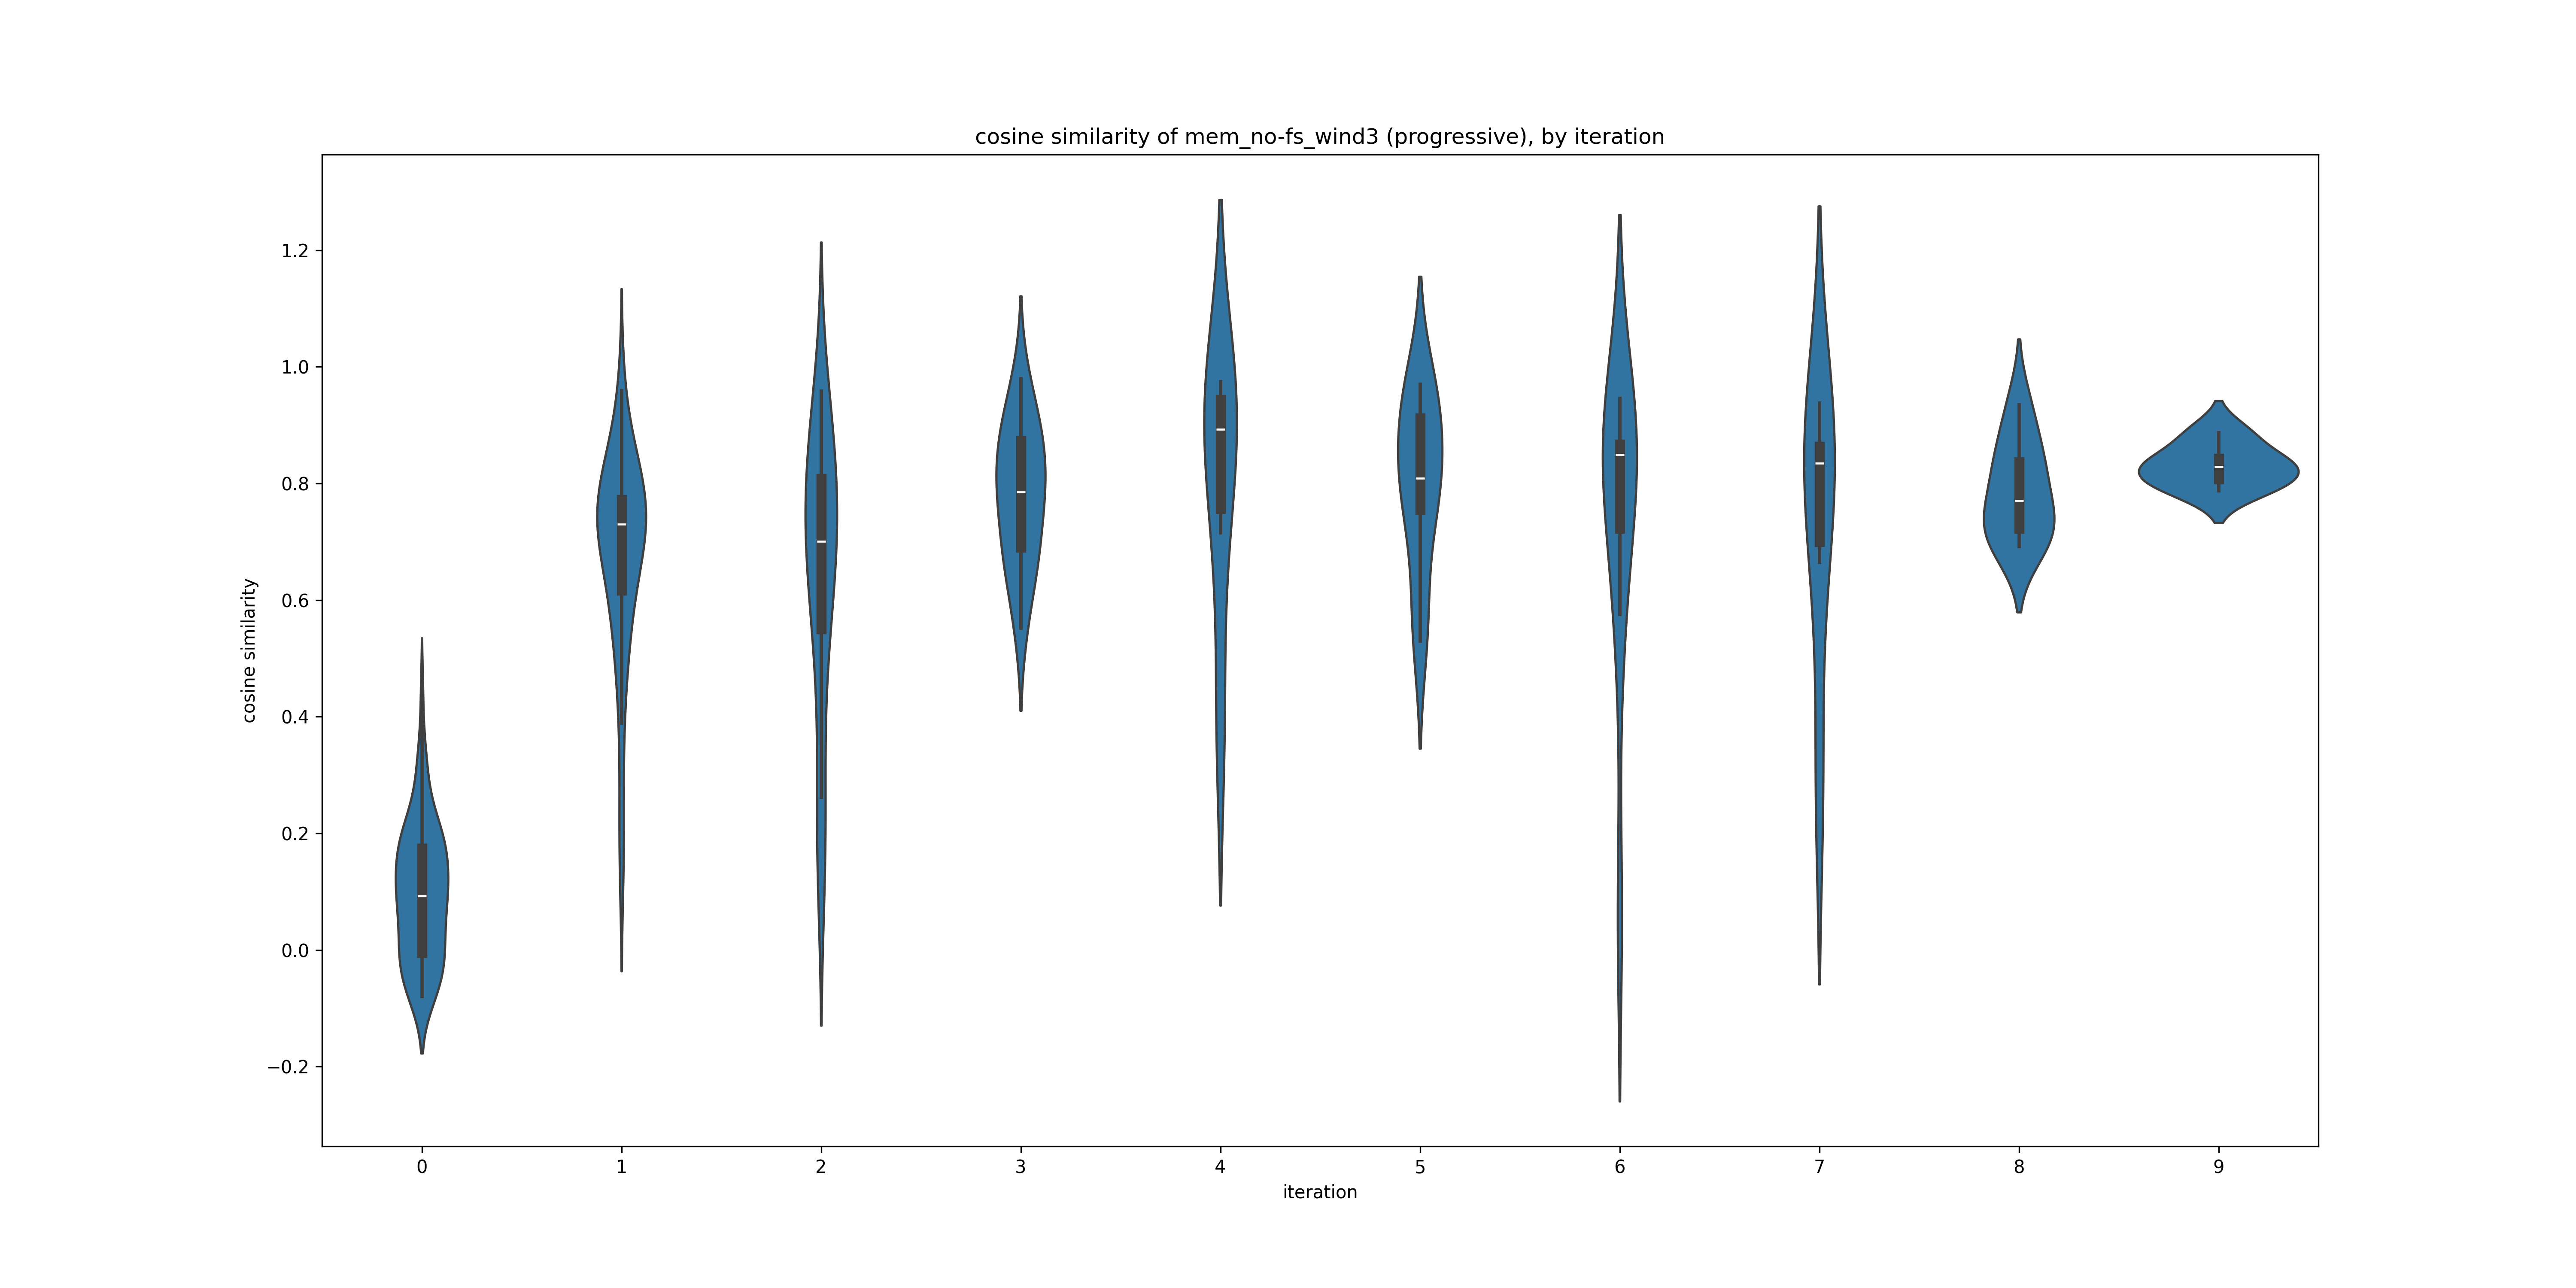 cosine similarity of mem_no-fs_wind3 (progressive), by iteration
cosine similarity
1.2
1.0
0.8
0.6
0.4
0.2
0.0
−0.2
0 1 2 3 4 5 6 7 8 9
iteration